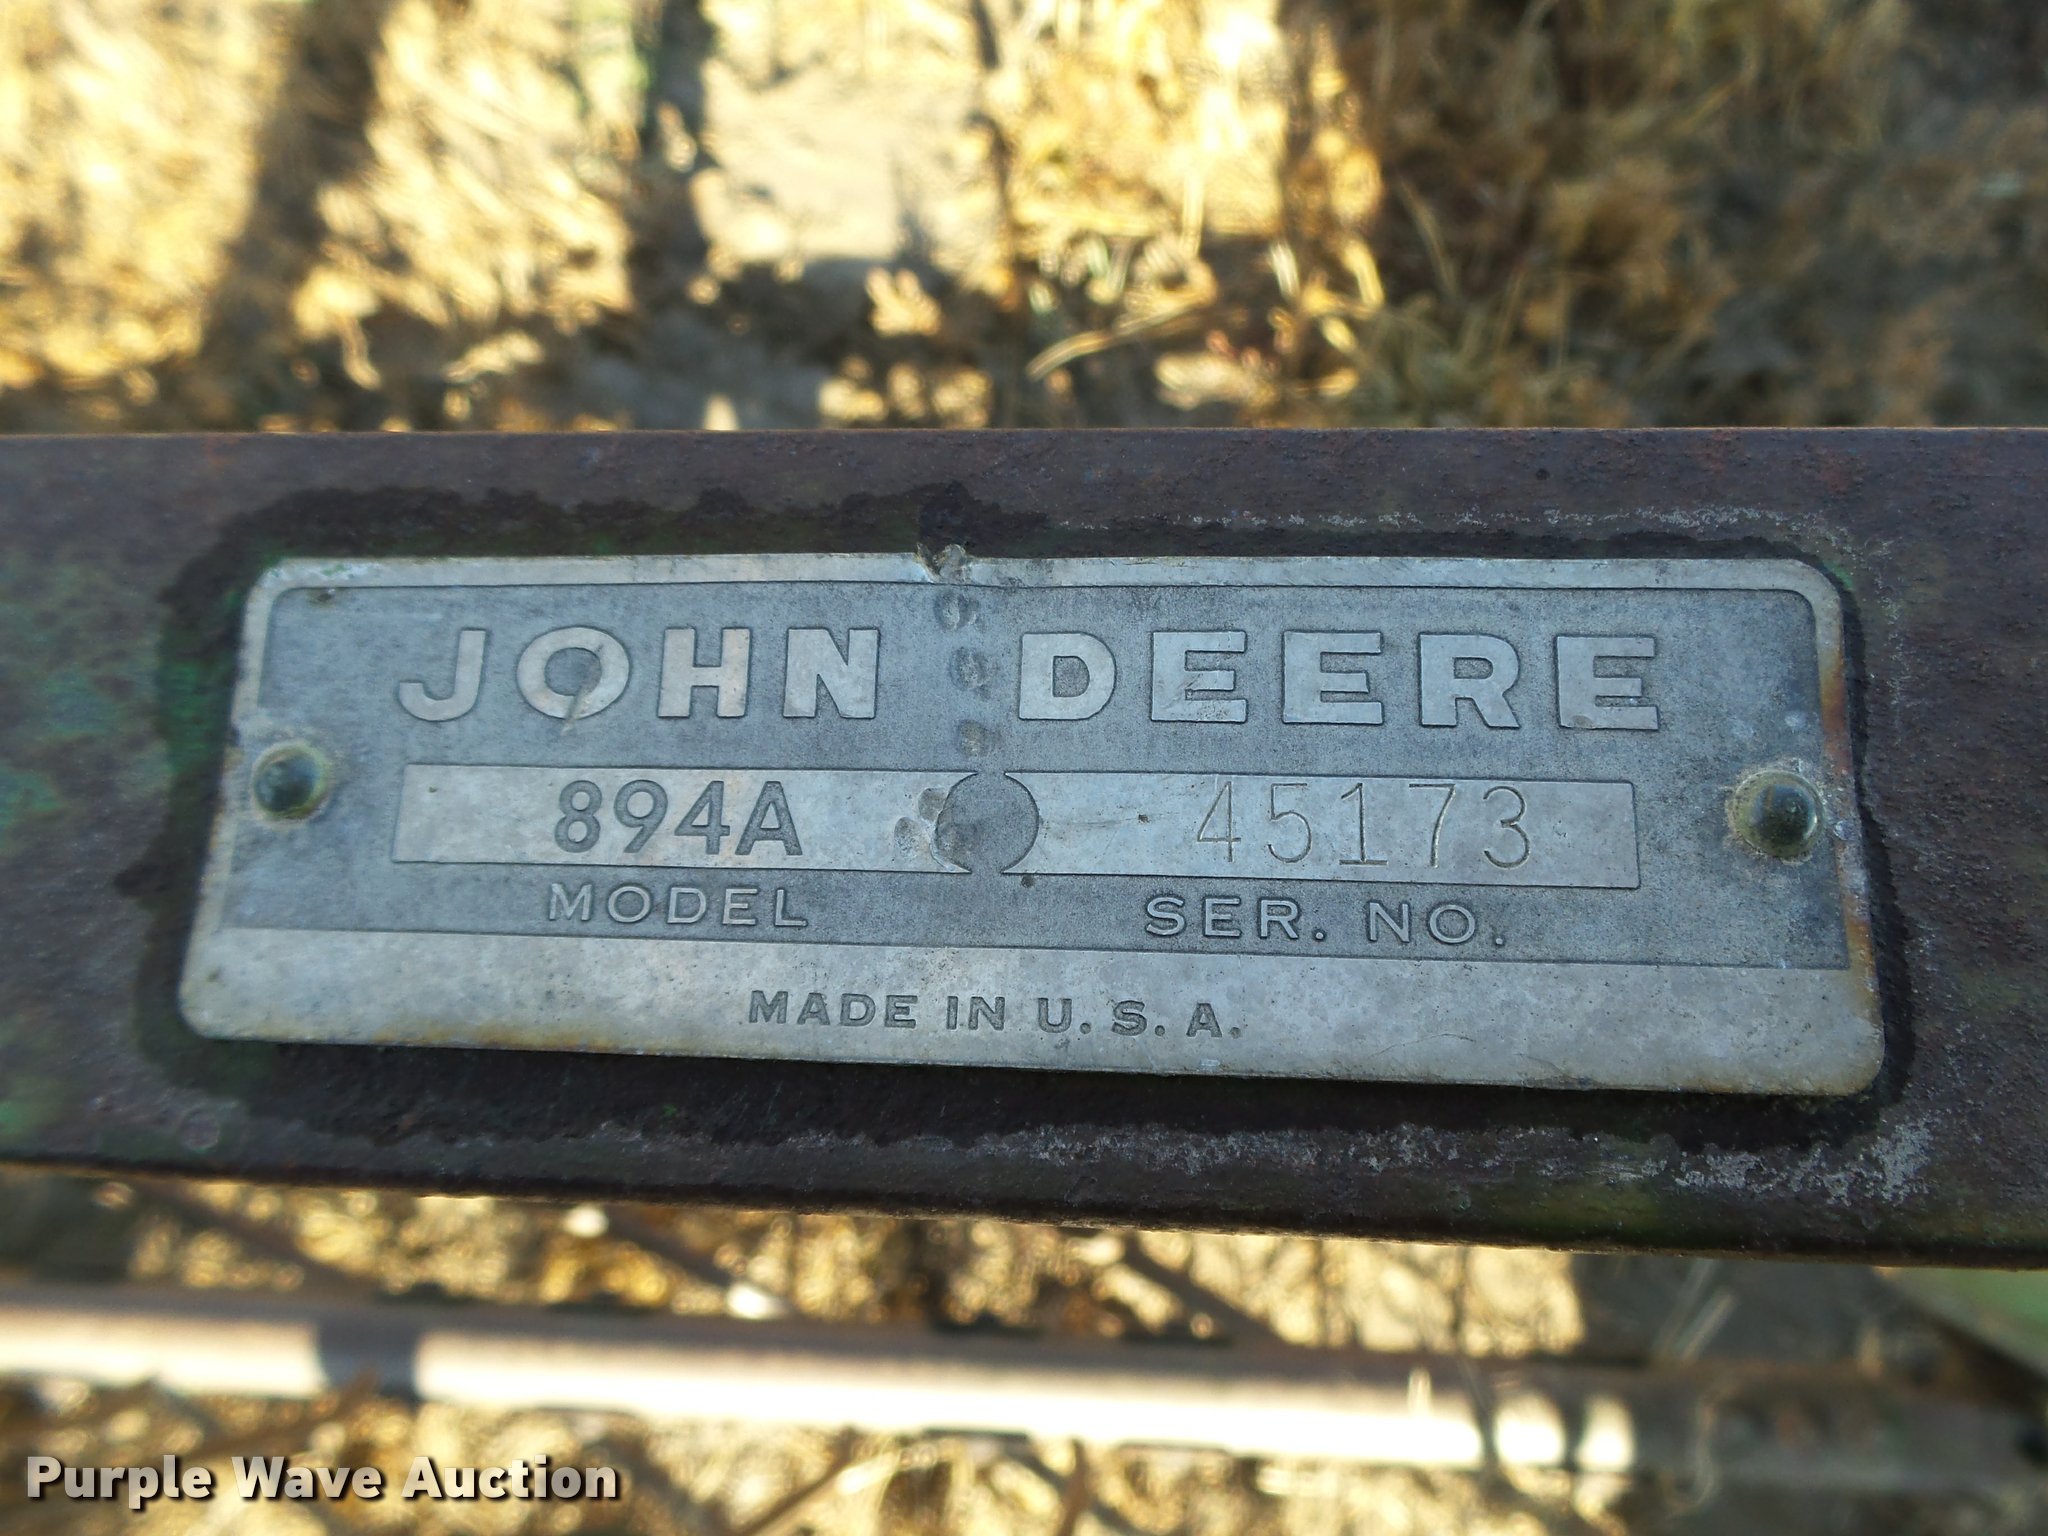 JOHN DEERE
894A 45173
MODEL SER. NO.
MADE IN U. S. A.
Purple Wave Auction